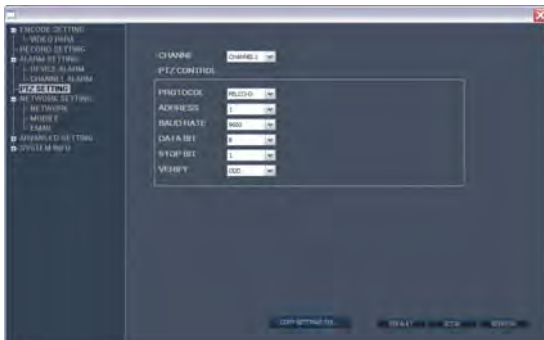 ENCODE SETTING
VIDEO PARA
RECORD SETTING
ALARM SETTING
DEVICE ALARM
CHANNEL ALARM
PTZ SETTING
NETWORK SETTING
NETWORK
MOBILE
EMAIL
ADVANCED SETTING
SYSTEM INFO
CHANNE CHANNEL1
PTZ CONTROL
PROTOCOL PELCO-D
ADDRESS 1
BAUD RATE 9600
DATA BIT 8
STOP BIT 1
VERIFY ODD
COPY SETTING TO...
DEFAULT